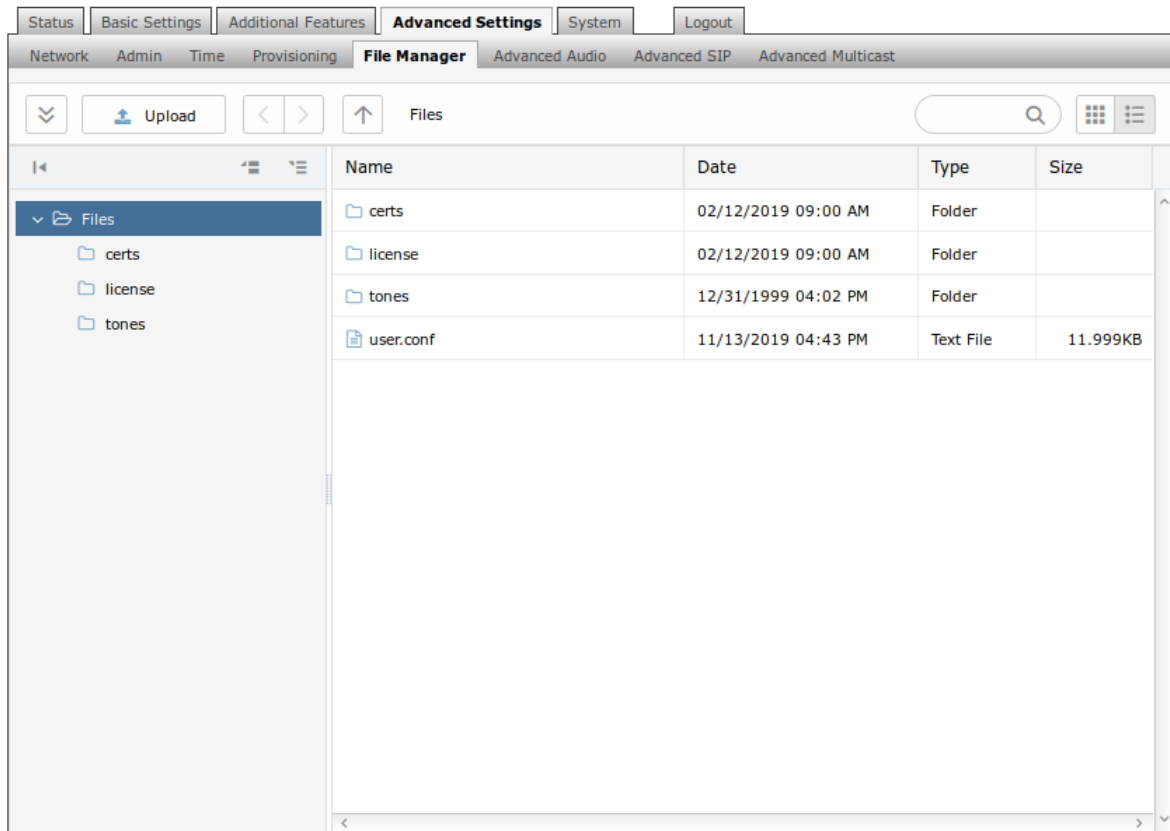 Status Basic Settings Additional Features Advanced Settings System Logout
Network Admin Time Provisioning File Manager Advanced Audio Advanced SIP Advanced Multicast
Upload Files
Name Date Type Size
Files
certs
license
tones
certs 02/12/2019 09:00 AM Folder
license 02/12/2019 09:00 AM Folder
tones 12/31/1999 04:02 PM Folder
user.conf 11/13/2019 04:43 PM Text File 11.999KB